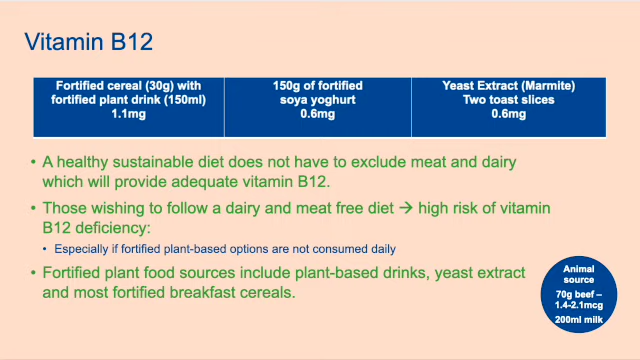 Vitamin B12
Fortified cereal (30g) with
fortified plant drink (150ml)
1.1mg
150g of fortified
soya yoghurt
0.6mg
Yeast Extract (Marmite)
Two toast slices
0.6mg
• A healthy sustainable diet does not have to exclude meat and dairy
which will provide adequate vitamin B12.
• Those wishing to follow a dairy and meat free diet → high risk of vitamin
B12 deficiency:
• Especially if fortified plant-based options are not consumed daily
• Fortified plant food sources include plant-based drinks, yeast extract
and most fortified breakfast cereals.
Animal
source
70g beef –
1.4-2.1mcg
200ml milk